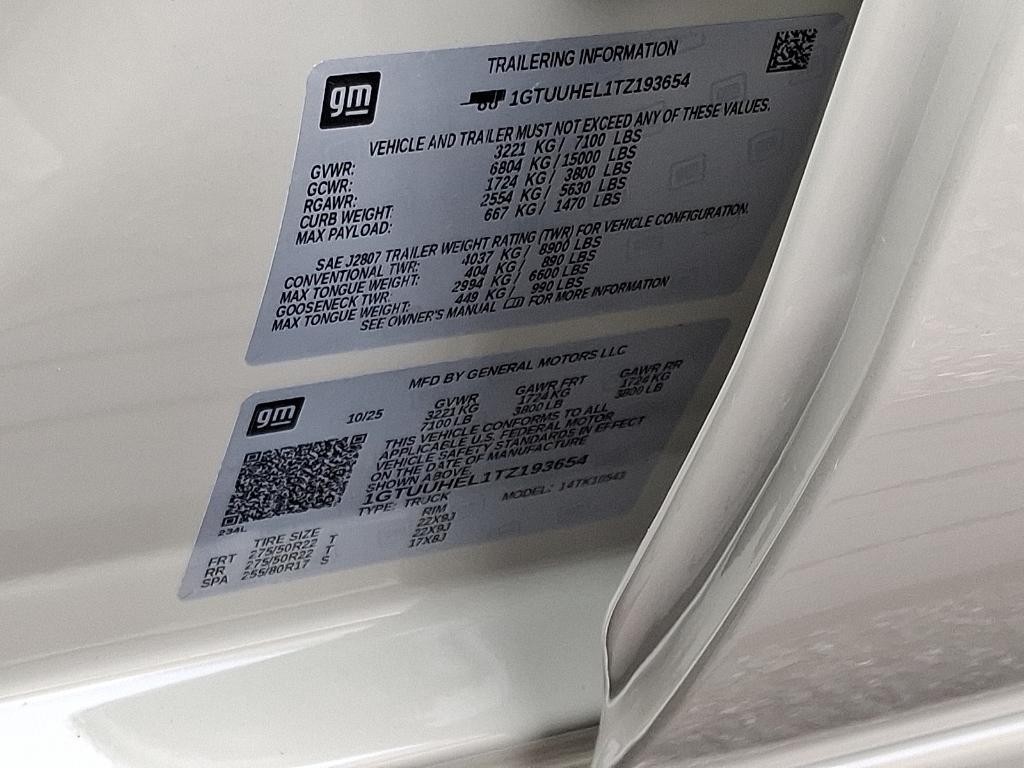 gm
TRAILERING INFORMATION
1GTUUHEL1TZ193654
VEHICLE AND TRAILER MUST NOT EXCEED ANY OF THESE VALUES.
GVWR: 3221 KG / 7100 LBS
GCWR: 6804 KG / 15000 LBS
RGAWR: 1724 KG / 3800 LBS
CURB WEIGHT: 2554 KG / 5630 LBS
MAX PAYLOAD: 667 KG / 1470 LBS
SAE J2807 TRAILER WEIGHT RATING (TWR) FOR VEHICLE CONFIGURATION.
CONVENTIONAL TWR: 4037 KG / 8900 LBS
MAX TONGUE WEIGHT: 404 KG / 890 LBS
GOOSENECK TWR: 2994 KG / 6600 LBS
MAX TONGUE WEIGHT: 449 KG / 990 LBS
SEE OWNER'S MANUAL FOR MORE INFORMATION
gm
MFD BY GENERAL MOTORS LLC
10/25 GVWR GAWR FRT GAWR RR
3221 KG 1724 KG 1724 KG
7100 LB 3800 LB 3800 LB
THIS VEHICLE CONFORMS TO ALL
APPLICABLE U.S. FEDERAL MOTOR
VEHICLE SAFETY STANDARDS IN EFFECT
ON THE DATE OF MANUFACTURE
SHOWN ABOVE.
1GTUUHEL1TZ193654
TYPE: TRUCK MODEL: 14TK10543
234L
TIRE SIZE RIM
FRT 275/50R22 T 22X9J
RR 275/50R22 T 22X9J
SPA 255/80R17 S 17X8J